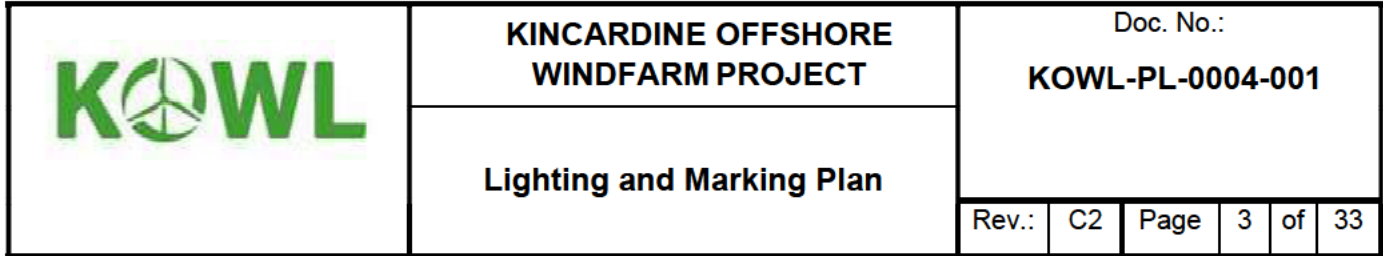 KOWL
KINCARDINE OFFSHORE
WINDFARM PROJECT
Lighting and Marking Plan
Doc. No.:
KOWL-PL-0004-001
Rev.: C2 Page 3 of 33